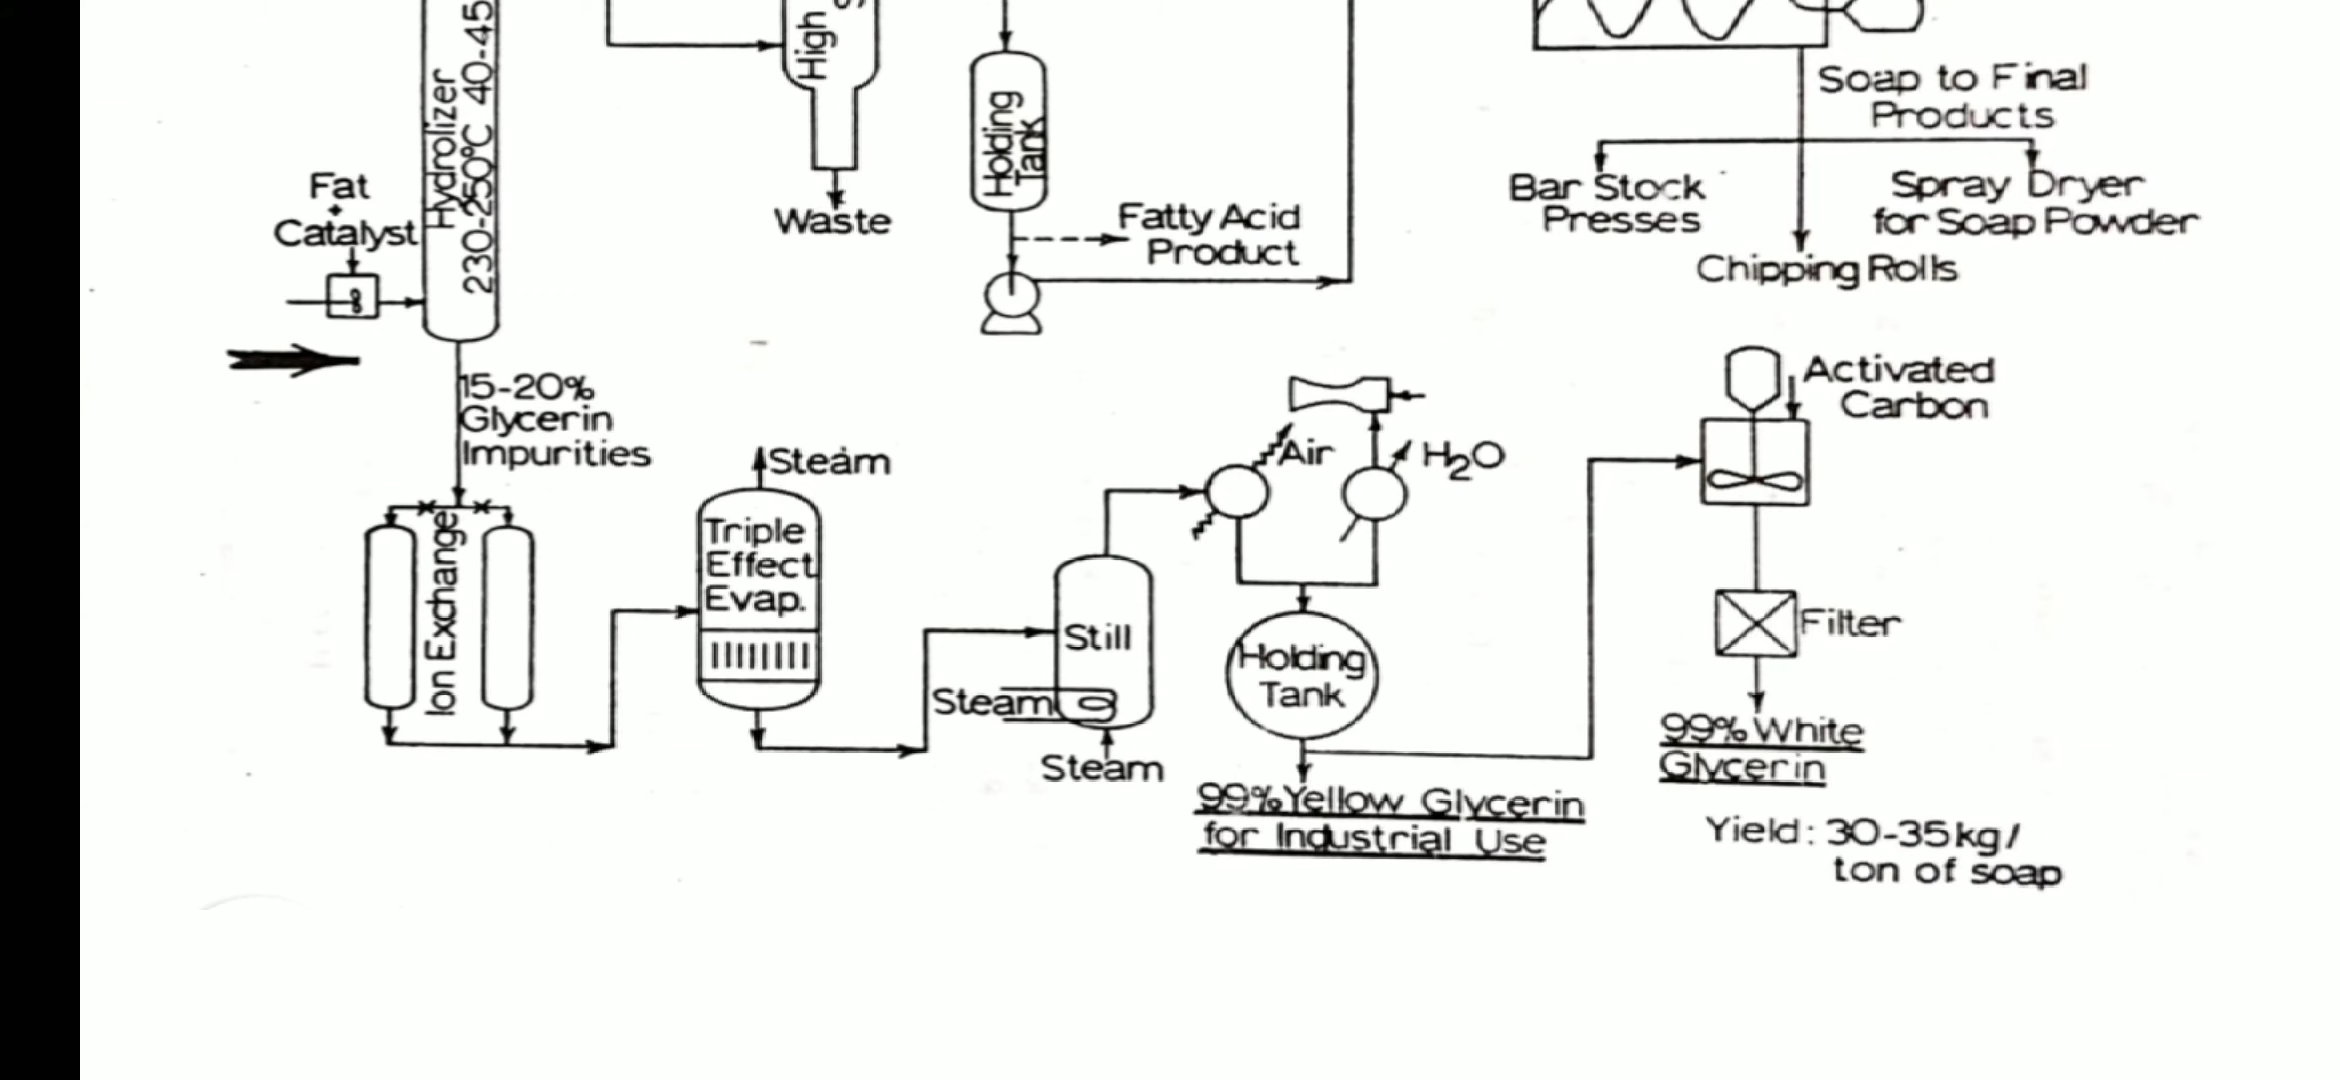 Hydrolizer
230-250°C 40-45
High
Holding
Tank
Soap to Final
Products
Fat
+
Catalyst
Waste
Fatty Acid
Product
Bar Stock
Presses
Spray Dryer
for Soap Powder
Chipping Rolls
15-20%
Glycerin
Impurities
Ion Exchange
Steam
Triple
Effect
Evap.
Still
Steam
Steam
Air
H2O
Holding
Tank
99% Yellow Glycerin
for Industrial Use
Activated
Carbon
Filter
99% White
Glycerin
Yield: 30-35kg/
ton of soap